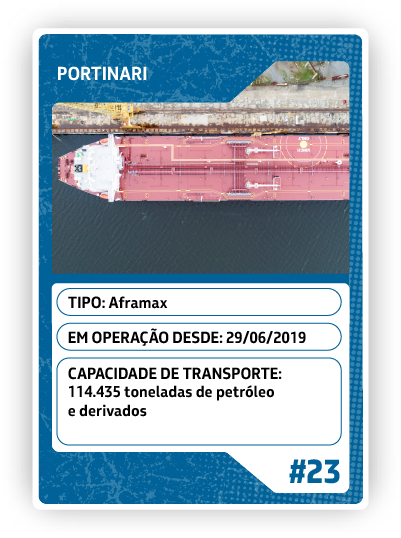 PORTINARI
TIPO: Aframax
EM OPERAÇÃO DESDE: 29/06/2019
CAPACIDADE DE TRANSPORTE:
114.435 toneladas de petróleo
e derivados
#23